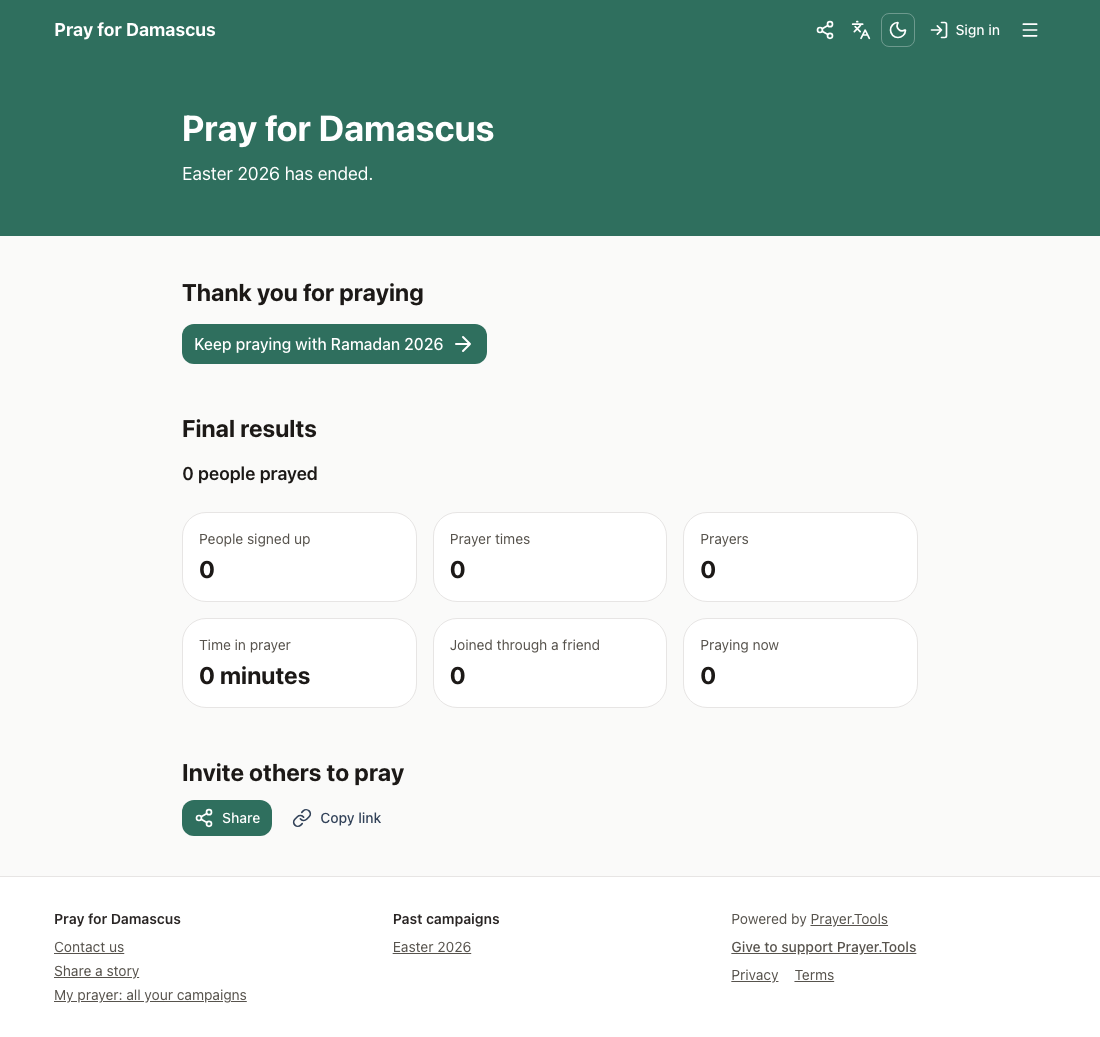 Pray for Damascus
Sign in
Pray for Damascus
Easter 2026 has ended.
Thank you for praying
Keep praying with Ramadan 2026
Final results
0 people prayed
People signed up
0
Prayer times
0
Prayers
0
Time in prayer
0 minutes
Joined through a friend
0
Praying now
0
Invite others to pray
Share
Copy link
Pray for Damascus
Contact us
Share a story
My prayer: all your campaigns
Past campaigns
Easter 2026
Powered by Prayer.Tools
Give to support Prayer.Tools
Privacy Terms